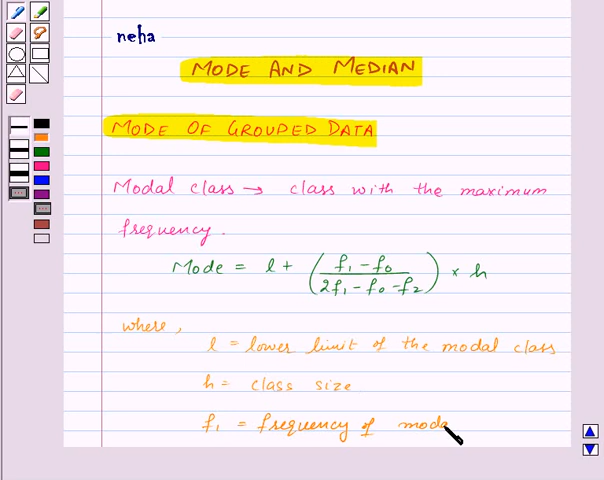 neha
MODE AND MEDIAN
MODE OF GROUPED DATA
Modal class → class with the maximum
frequency.
Mode = l + (f₁ - f₀ / 2f₁ - f₀ - f₂) × h
where,
l = lower limit of the modal class
h = class size
f₁ = frequency of moda